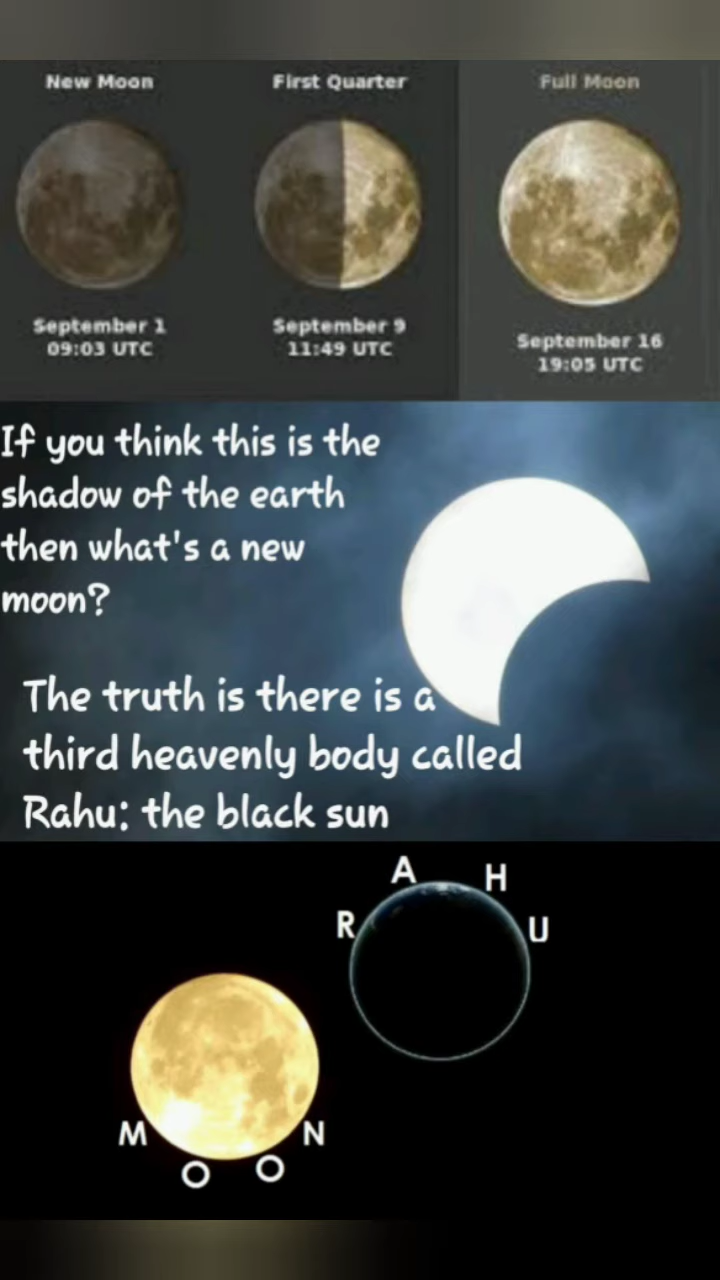 New Moon
First Quarter
Full Moon
September 1
09:03 UTC
September 9
11:49 UTC
September 16
19:05 UTC
If you think this is the
shadow of the earth
then what's a new
moon?
The truth is there is a
third heavenly body called
Rahu: the black sun
RAHU
MOON